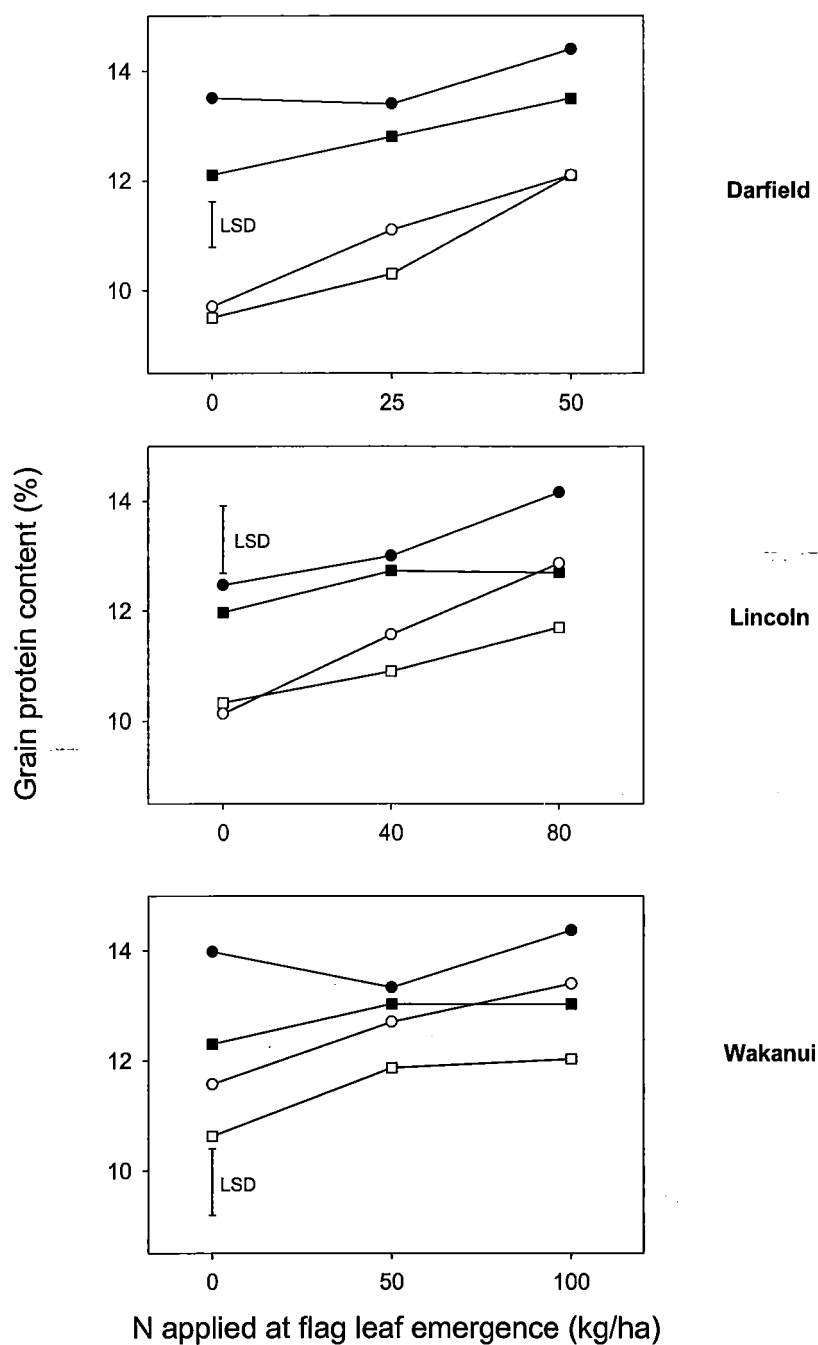 14
12
10
LSD
0
25
50
Darfield
Grain protein content (%)
14
12
10
LSD
0
40
80
Lincoln
14
12
10
LSD
0
50
100
Wakanui
N applied at flag leaf emergence (kg/ha)